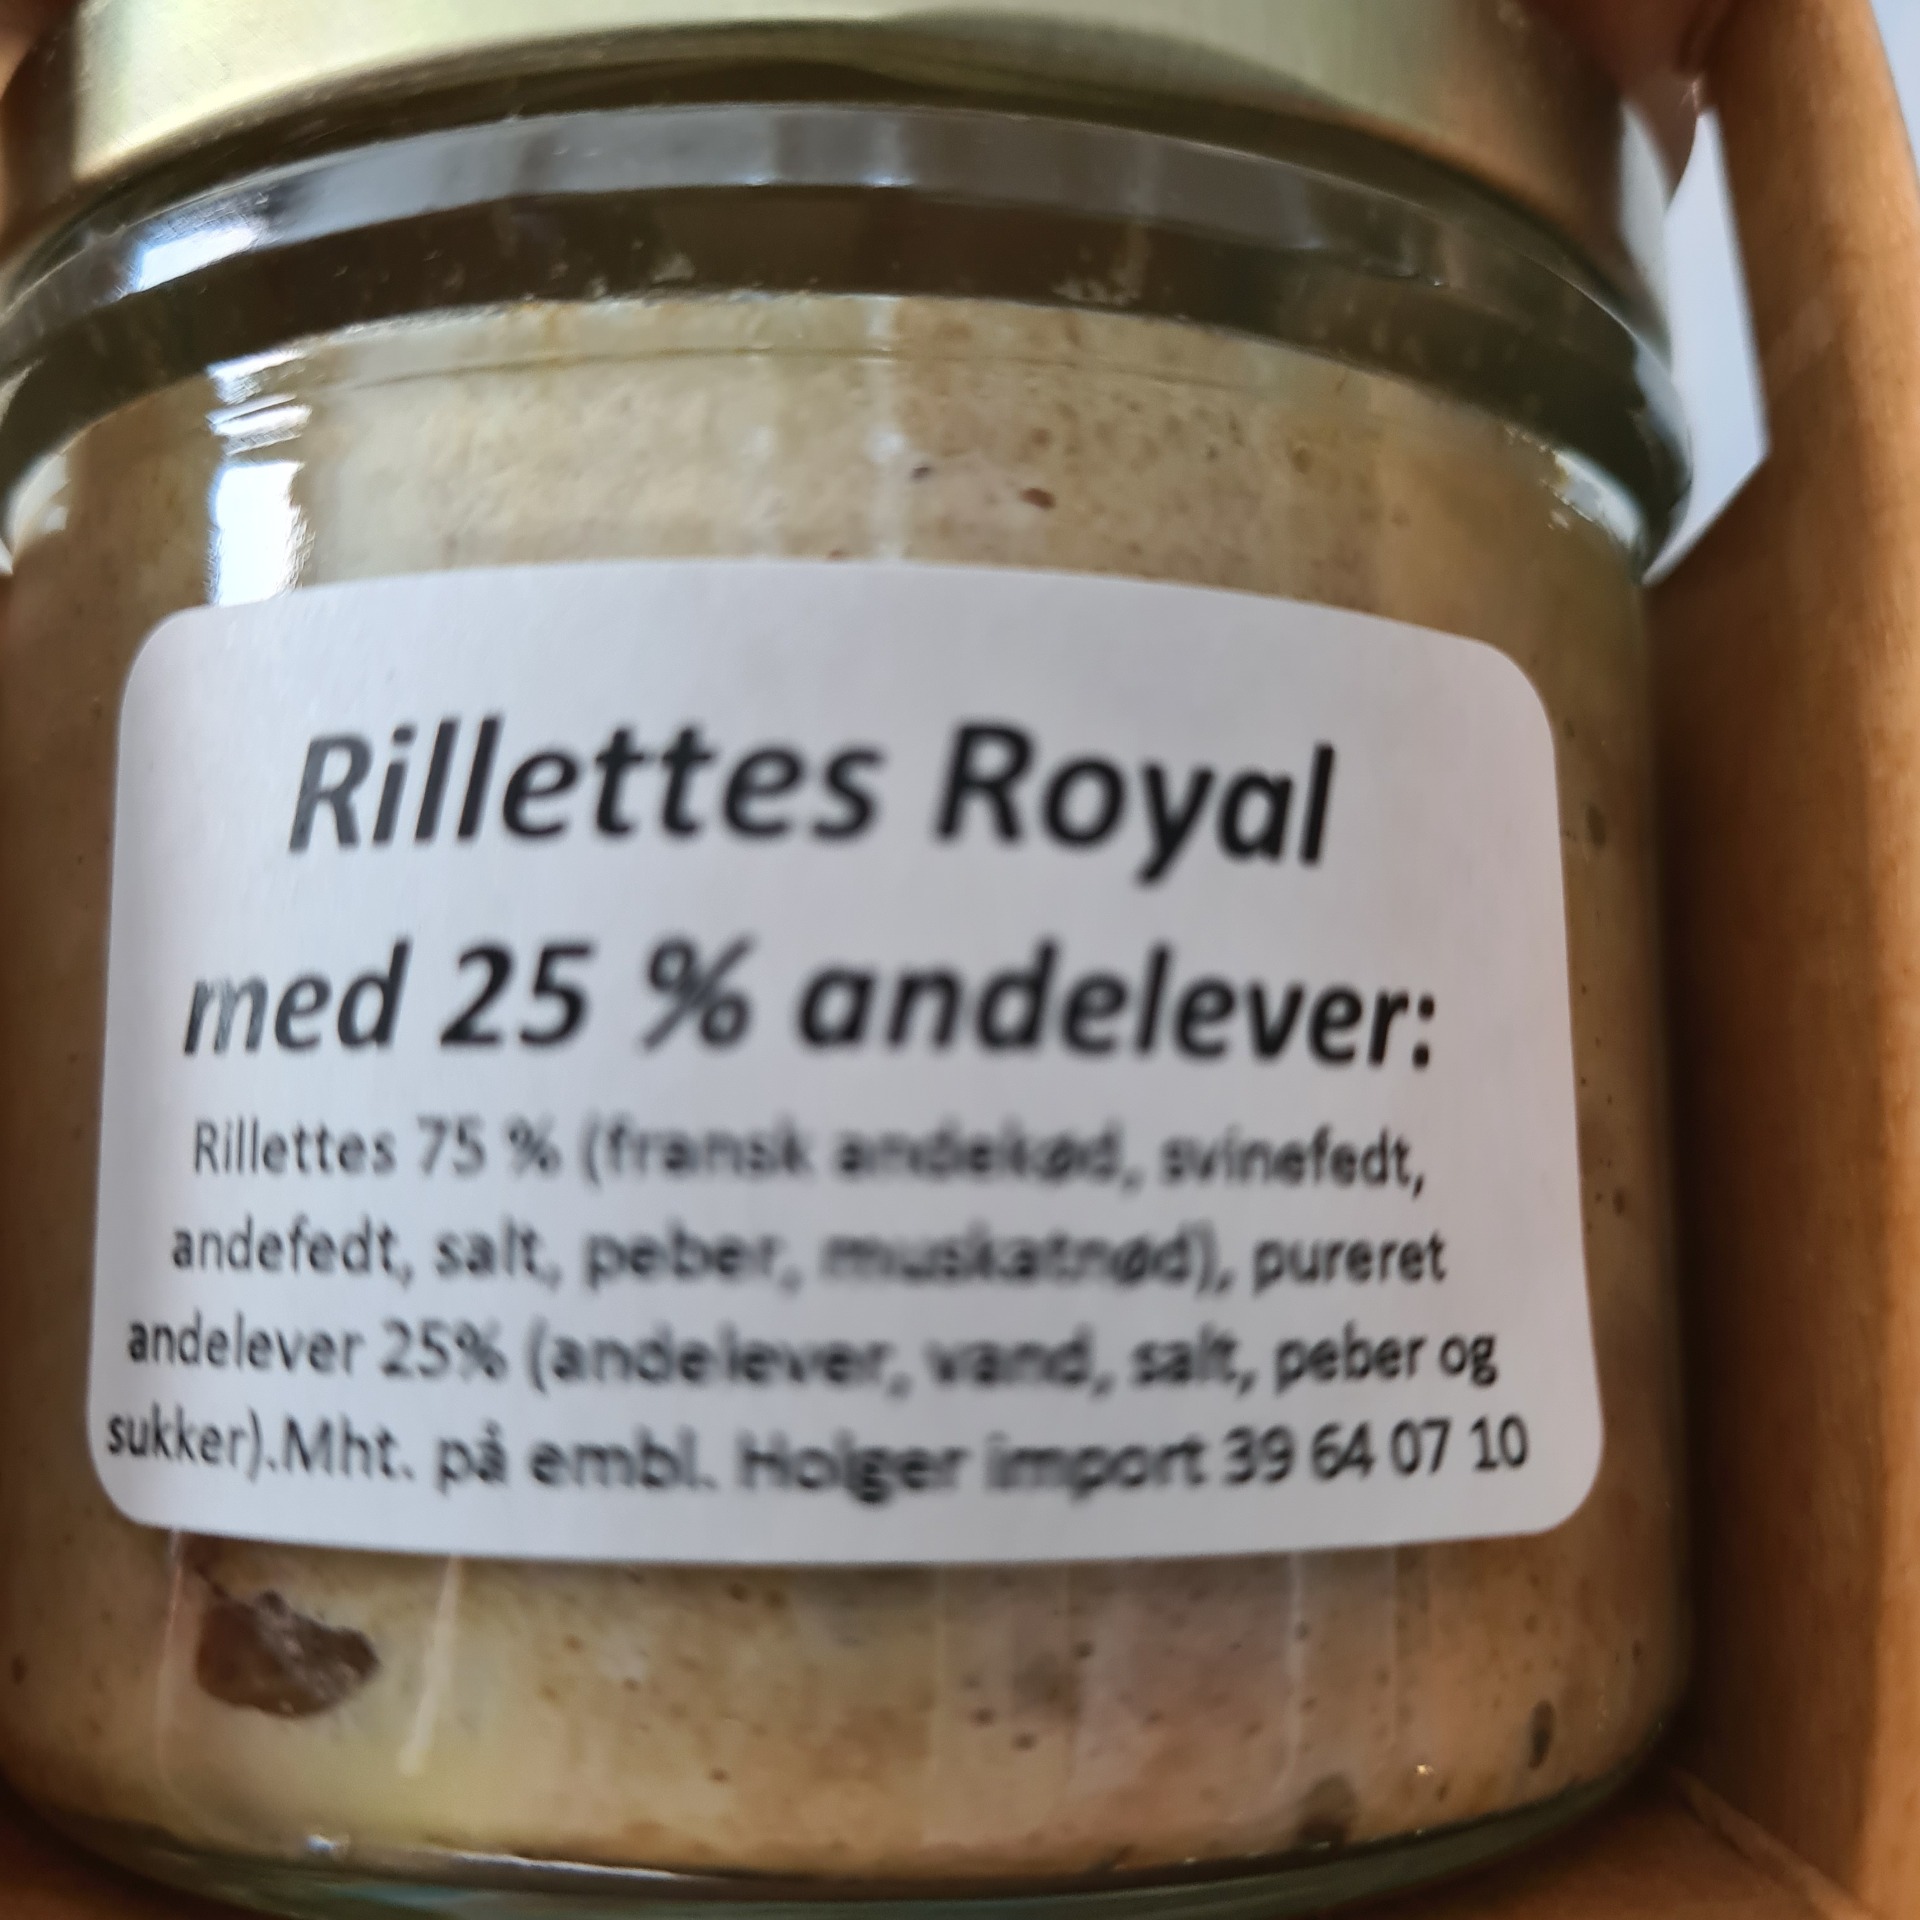 Rillettes Royal
med 25 % andelever:
Rillettes 75 % (fransk andekød, svinefedt,
andefedt, salt, peber, muskatnød), pureret
andelever 25% (andelever, vand, salt, peber og
sukker).Mht. på embl. Holger import 39 64 07 10